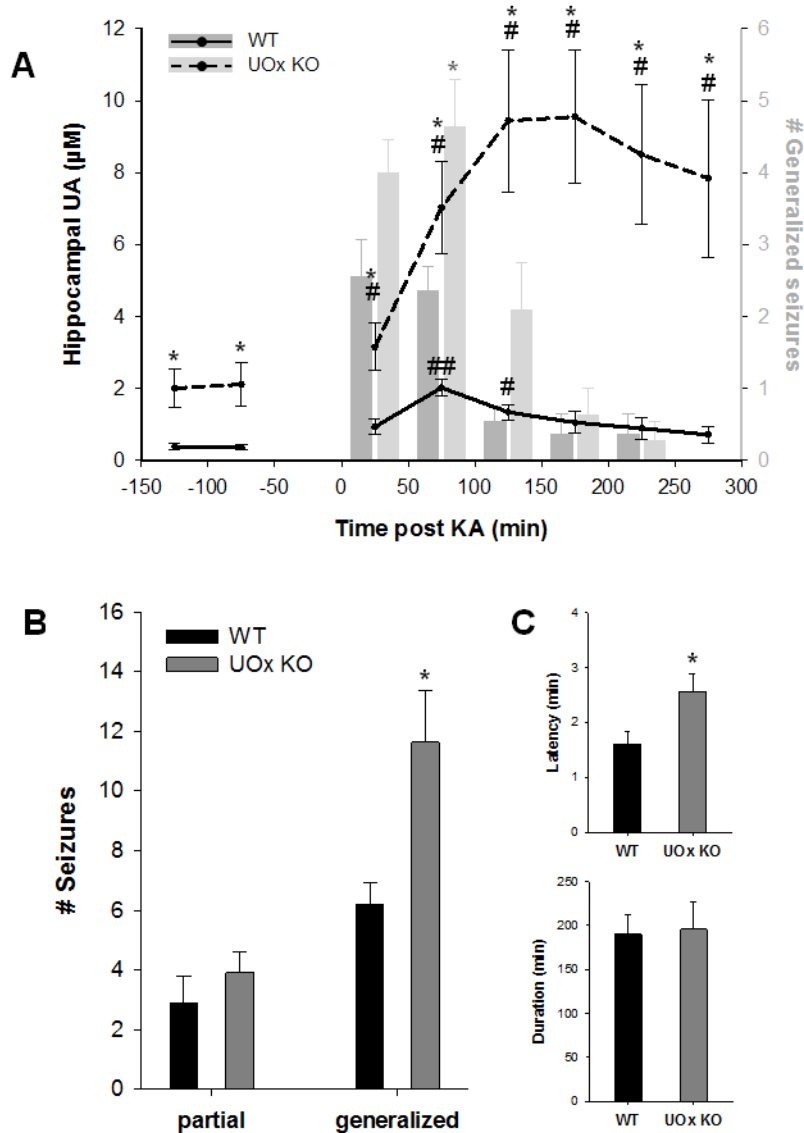 A
WT
UOx KO
Hippocampal UA (µM)
12
10
8
6
4
2
0
# Generalized seizures
6
5
4
3
2
1
0
* * # # * * * # * # * # * # * #
## #
-150 -100 -50 0 50 100 150 200 250 300
Time post KA (min)
B
WT
UOx KO
# Seizures
16
14
12
10
8
6
4
2
0
*
partial generalized
C
Latency (min)
4
3
2
1
0
*
WT UOx KO
Duration (min)
250
200
150
100
50
0
WT UOx KO